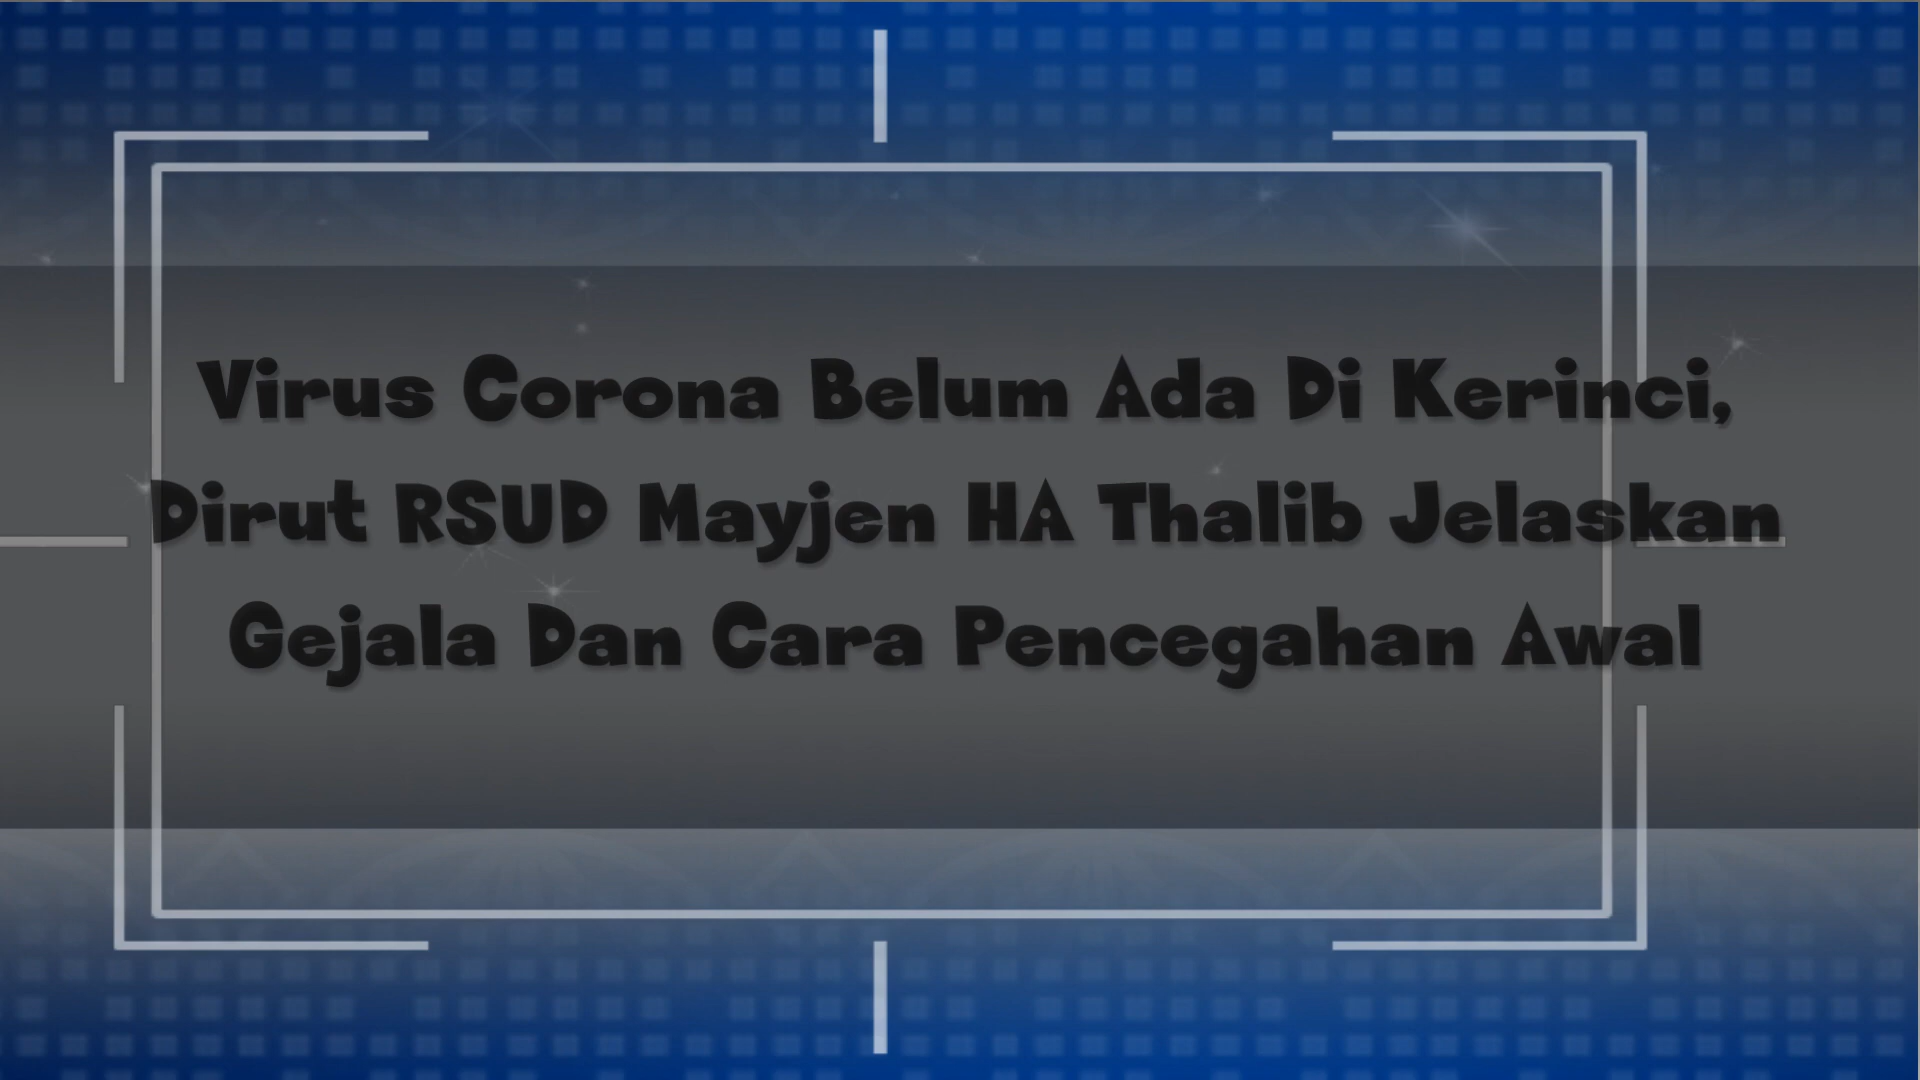 Virus Corona Belum Ada Di Kerinci,
Dirut RSUD Mayjen HA Thalib Jelaskan
Gejala Dan Cara Pencegahan Awal